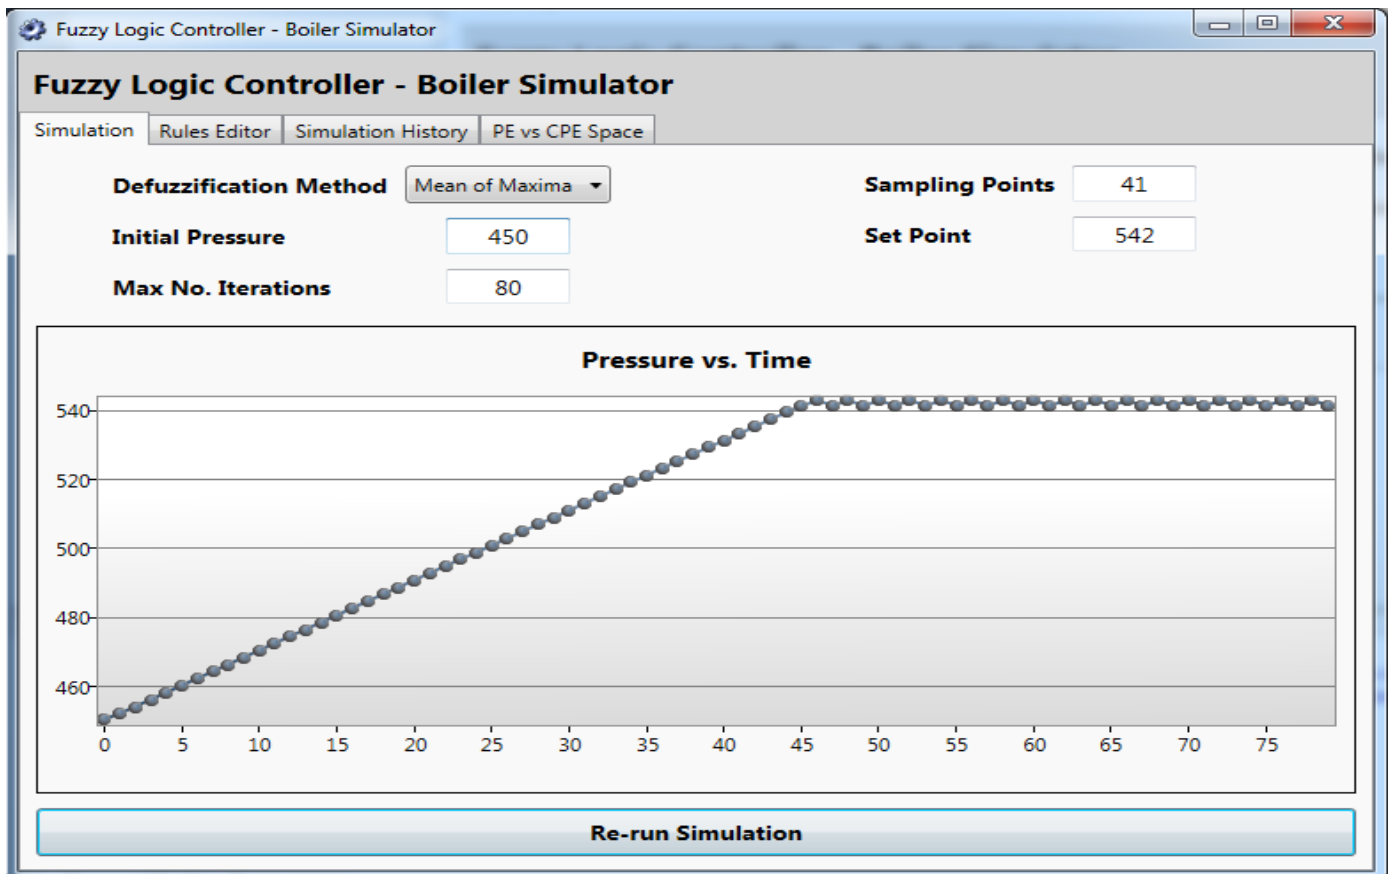 Fuzzy Logic Controller - Boiler Simulator
Fuzzy Logic Controller - Boiler Simulator
Simulation Rules Editor Simulation History PE vs CPE Space
Defuzzification Method Mean of Maxima Sampling Points 41
Initial Pressure 450 Set Point 542
Max No. Iterations 80
Pressure vs. Time
540
520
500
480
460
0 5 10 15 20 25 30 35 40 45 50 55 60 65 70 75
Re-run Simulation